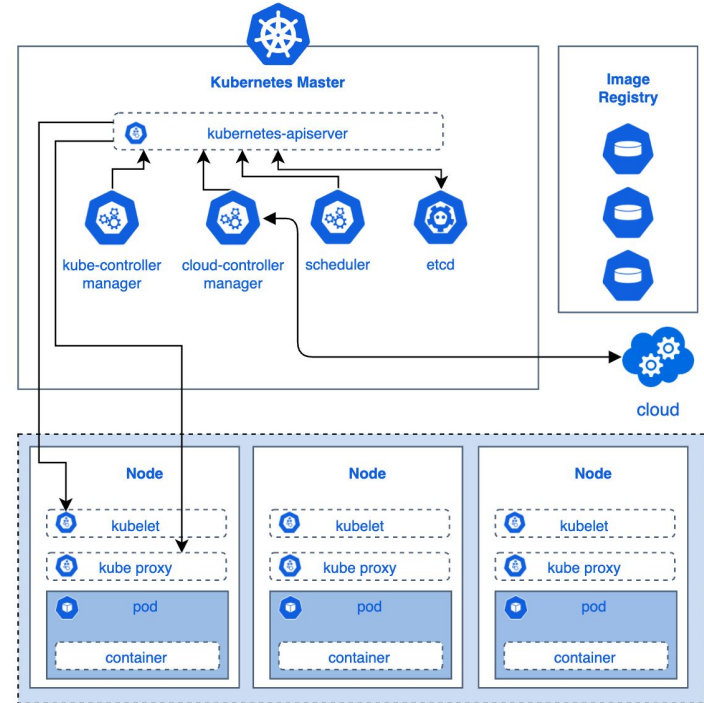 Kubernetes Master
kubernetes-apiserver
kube-controller
manager
cloud-controller
manager
scheduler
etcd
Image
Registry
cloud
Node
kubelet
kube proxy
pod
container
Node
kubelet
kube proxy
pod
container
Node
kubelet
kube proxy
pod
container